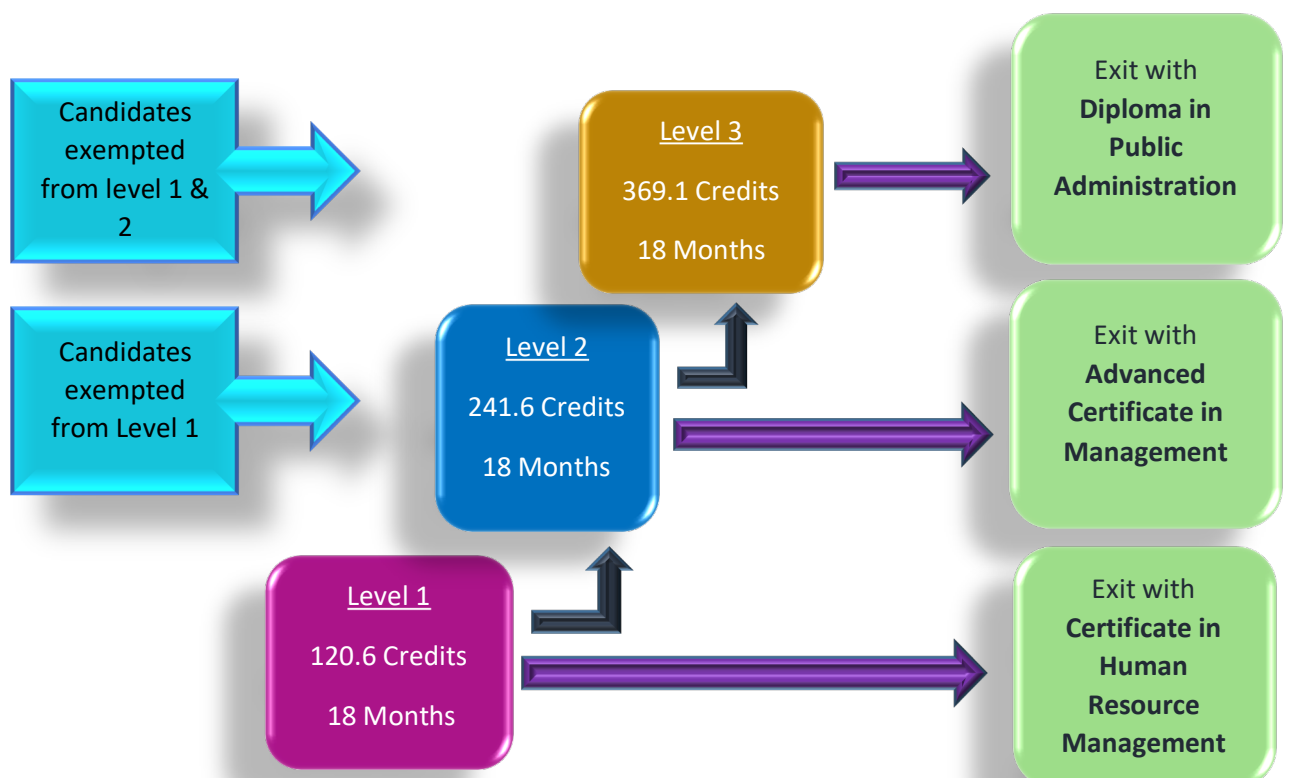 Candidates
exempted
from level 1 &
2
Level 3
369.1 Credits
18 Months
Exit with
Diploma in
Public
Administration
Candidates
exempted
from Level 1
Level 2
241.6 Credits
18 Months
Exit with
Advanced
Certificate in
Management
Level 1
120.6 Credits
18 Months
Exit with
Certificate in
Human
Resource
Management